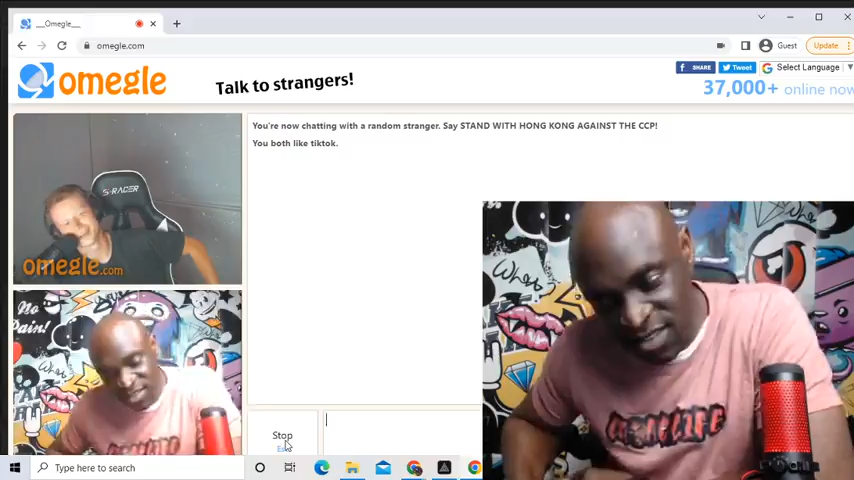 __Omegle__
omegle.com
Guest
Update
omegle
Talk to strangers!
SHARE
Tweet
Select Language
37,000+ online now
You're now chatting with a random stranger. Say STAND WITH HONG KONG AGAINST THE CCP!
You both like tiktok.
S-RACER
omegle.com
No
Pain!
Stop
Esc
Type here to search